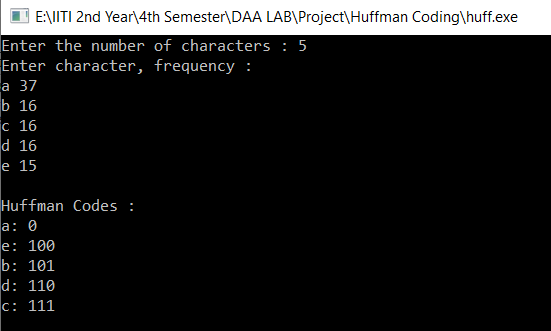 E:\IITI 2nd Year\4th Semester\DAA LAB\Project\Huffman Coding\huff.exe
Enter the number of characters : 5
Enter character, frequency :
a 37
b 16
c 16
d 16
e 15
Huffman Codes :
a: 0
e: 100
b: 101
d: 110
c: 111